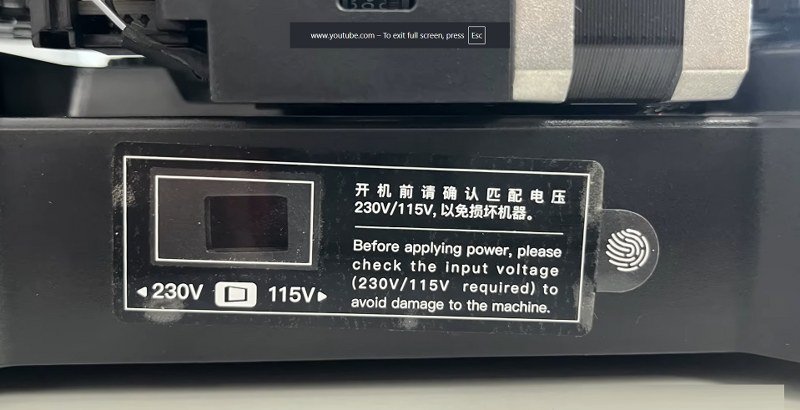 www.youtube.com – To exit full screen, press Esc
开机前请确认匹配电压
230V/115V, 以免损坏机器。
Before applying power, please
check the input voltage
(230V/115V required) to
avoid damage to the machine.
◀230V 115V▶